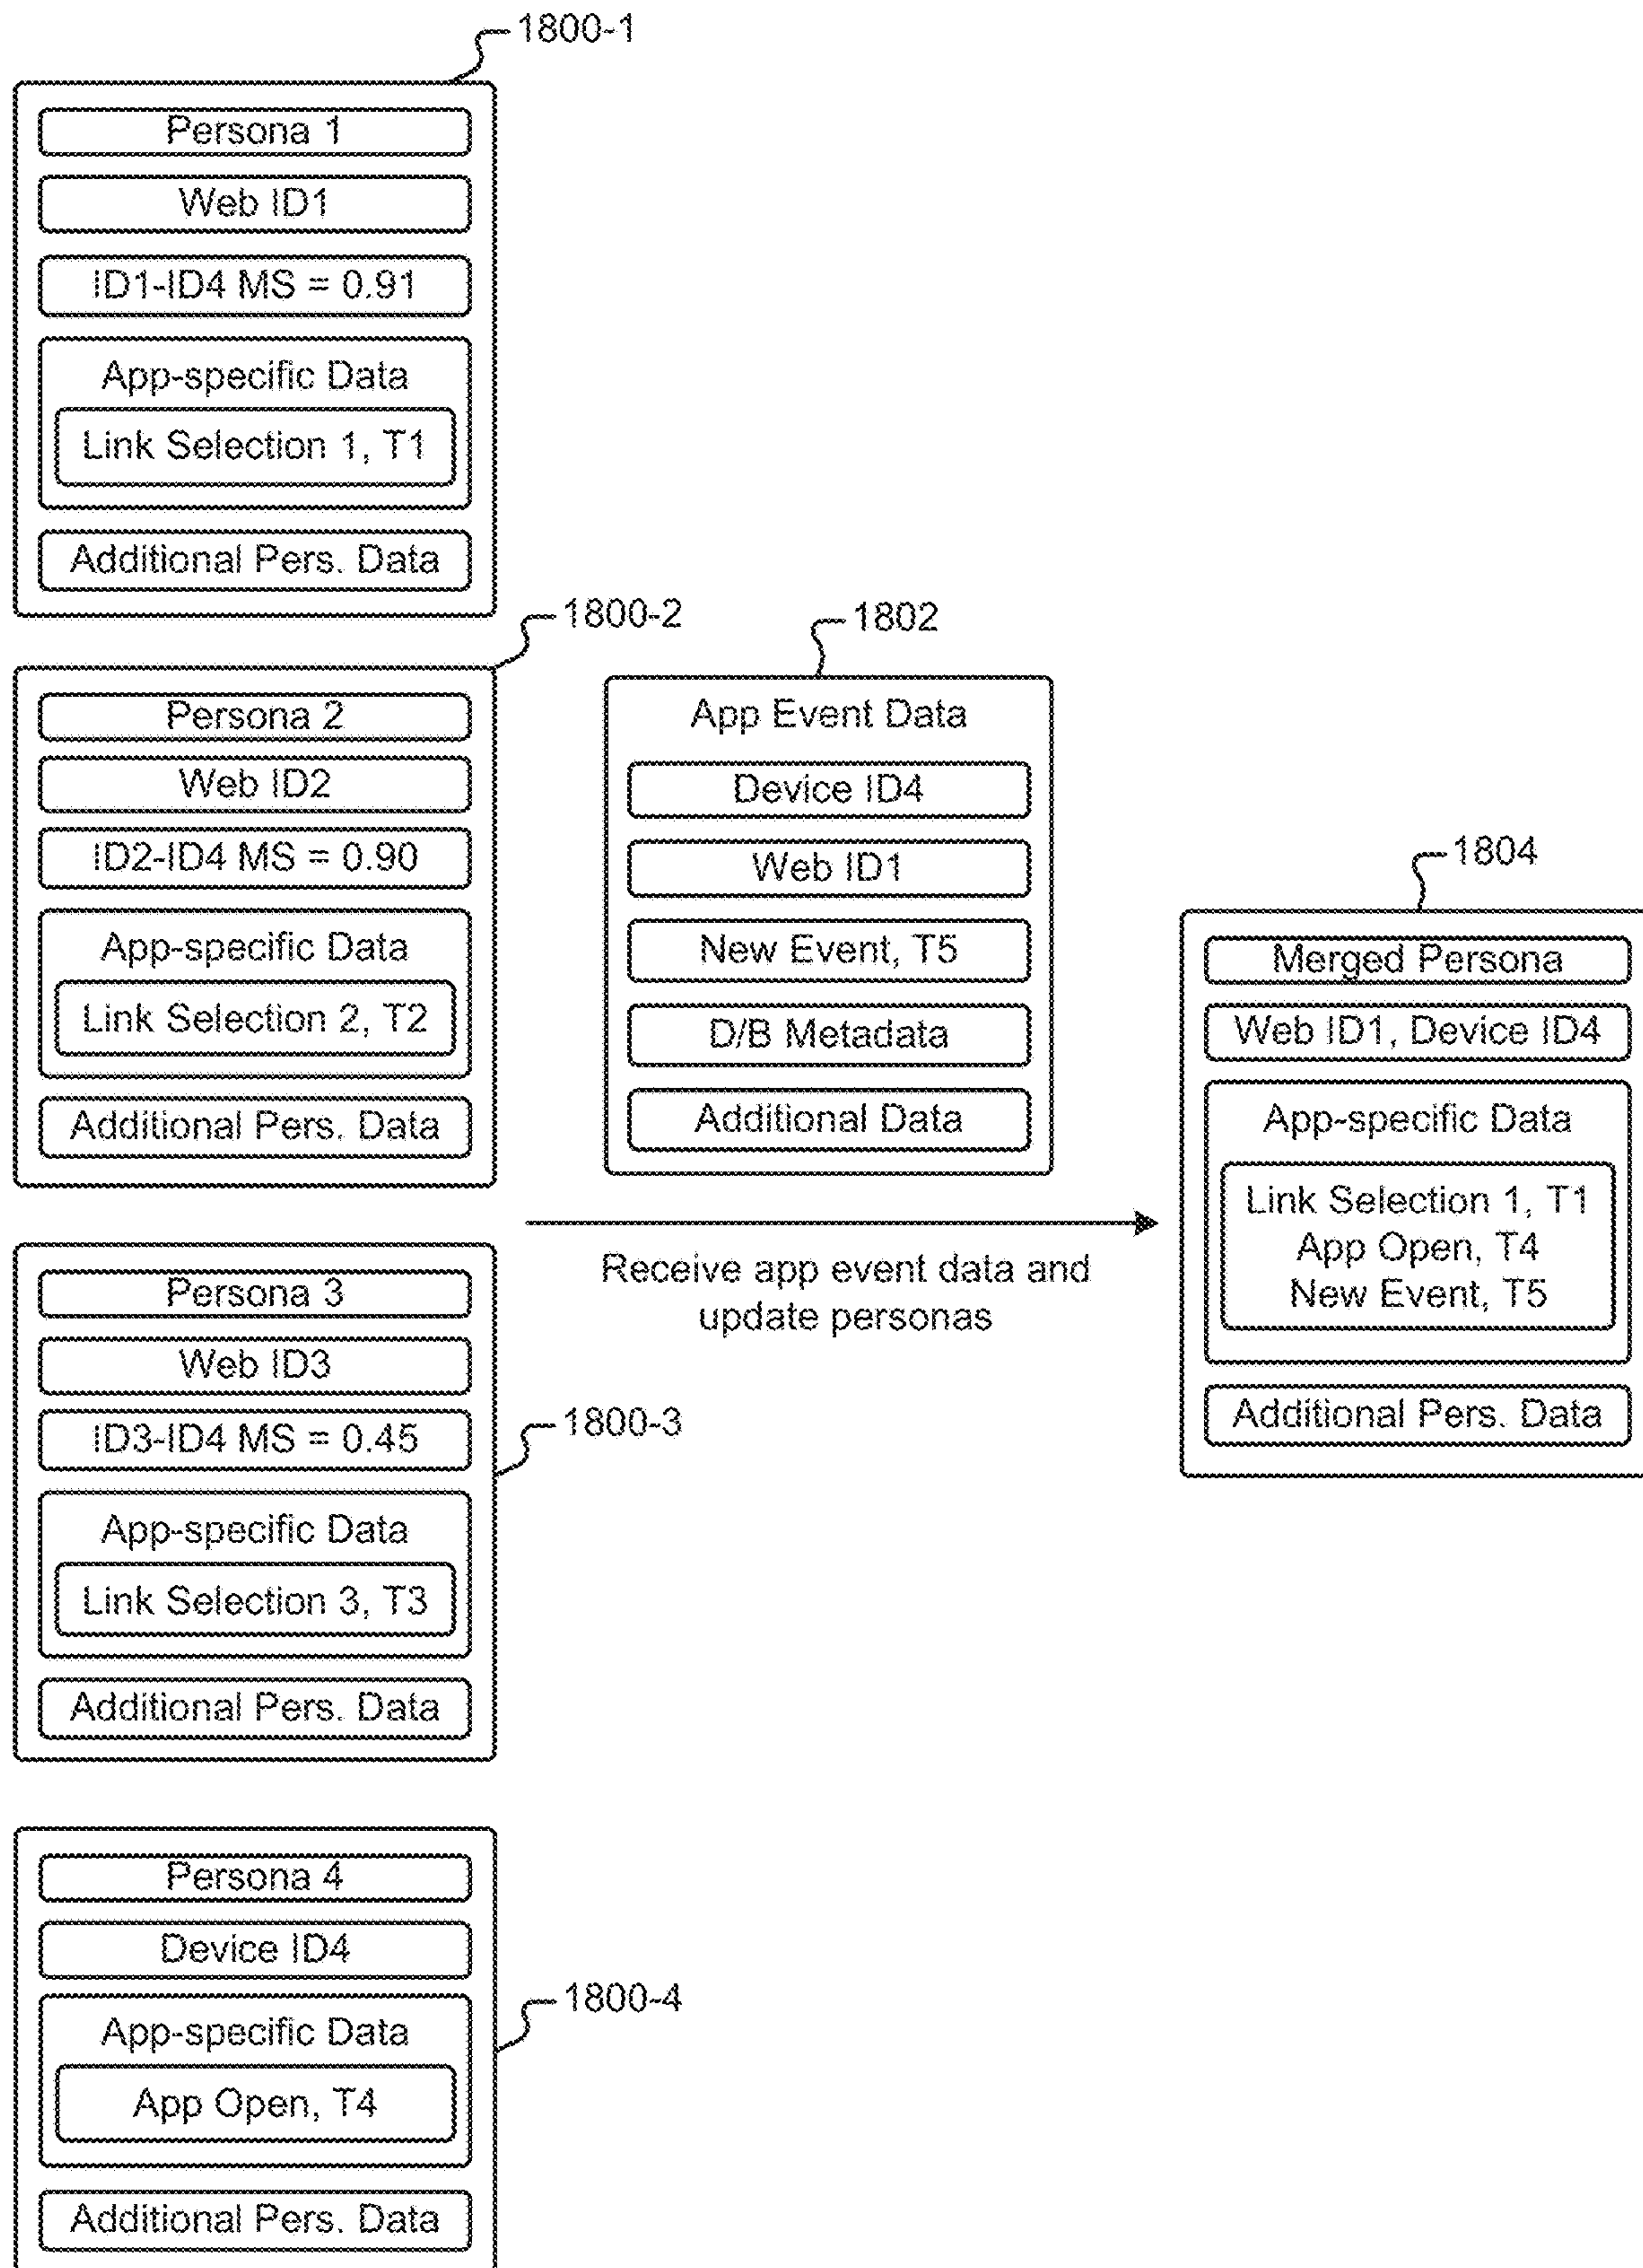 1800-1
Persona 1
Web ID1
ID1-ID4 MS = 0.91
App-specific Data
Link Selection 1, T1
Additional Pers. Data
1800-2
Persona 2
Web ID2
ID2-ID4 MS = 0.90
App-specific Data
Link Selection 2, T2
Additional Pers. Data
1800-3
Persona 3
Web ID3
ID3-ID4 MS = 0.45
App-specific Data
Link Selection 3, T3
Additional Pers. Data
1800-4
Persona 4
Device ID4
App-specific Data
App Open, T4
Additional Pers. Data
1802
App Event Data
Device ID4
Web ID1
New Event, T5
D/B Metadata
Additional Data
Receive app event data and
update personas
1804
Merged Persona
Web ID1, Device ID4
App-specific Data
Link Selection 1, T1
App Open, T4
New Event, T5
Additional Pers. Data